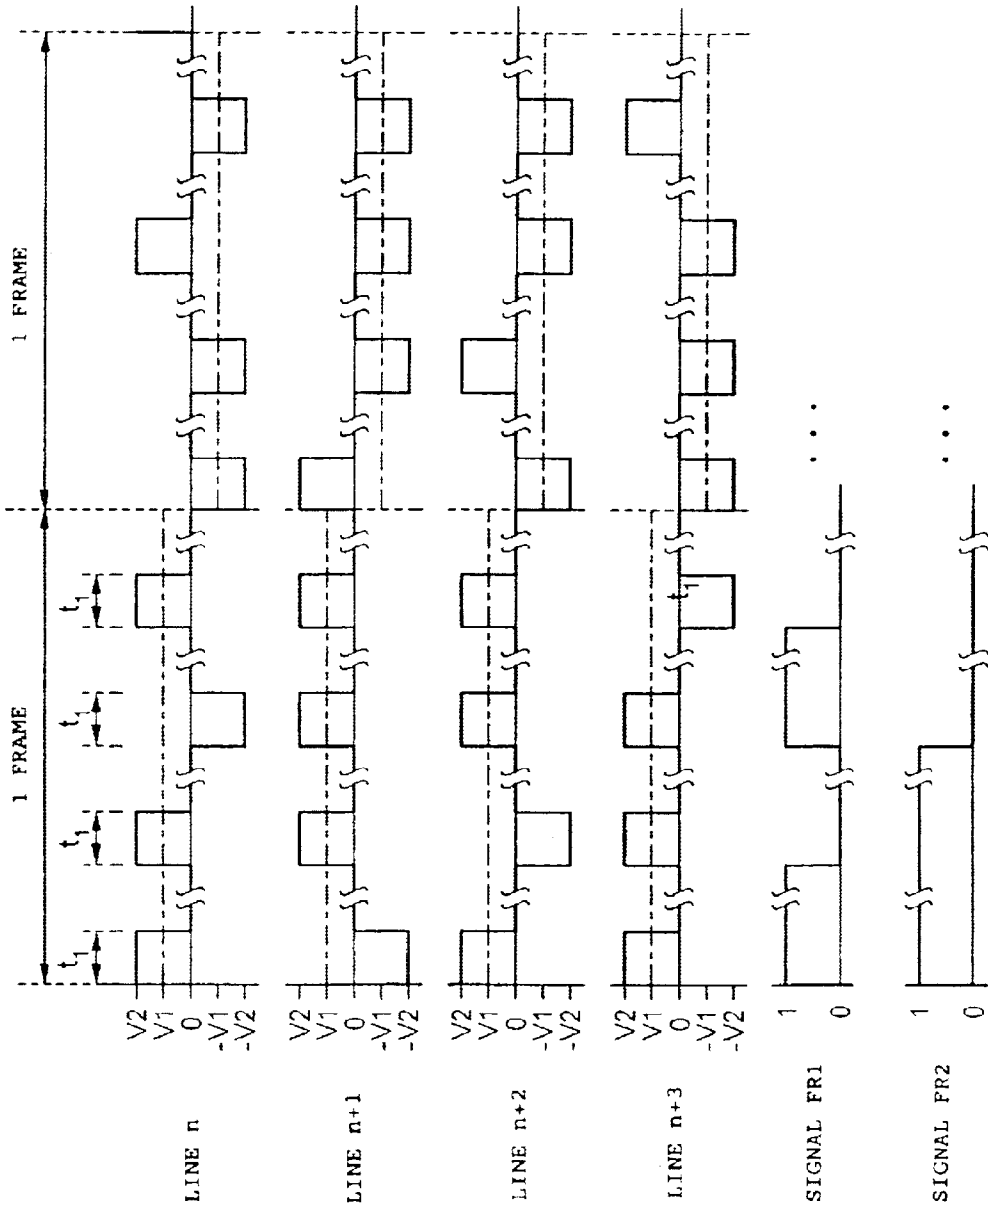 1 FRAME
1 FRAME
t1
t1
t1
t1
LINE n
V2
V1
0
-V1
-V2
LINE n+1
V2
V1
0
-V1
-V2
LINE n+2
V2
V1
0
-V1
-V2
LINE n+3
V2
V1
0
-V1
-V2
t1
SIGNAL FR1
1
0
...
SIGNAL FR2
1
0
...